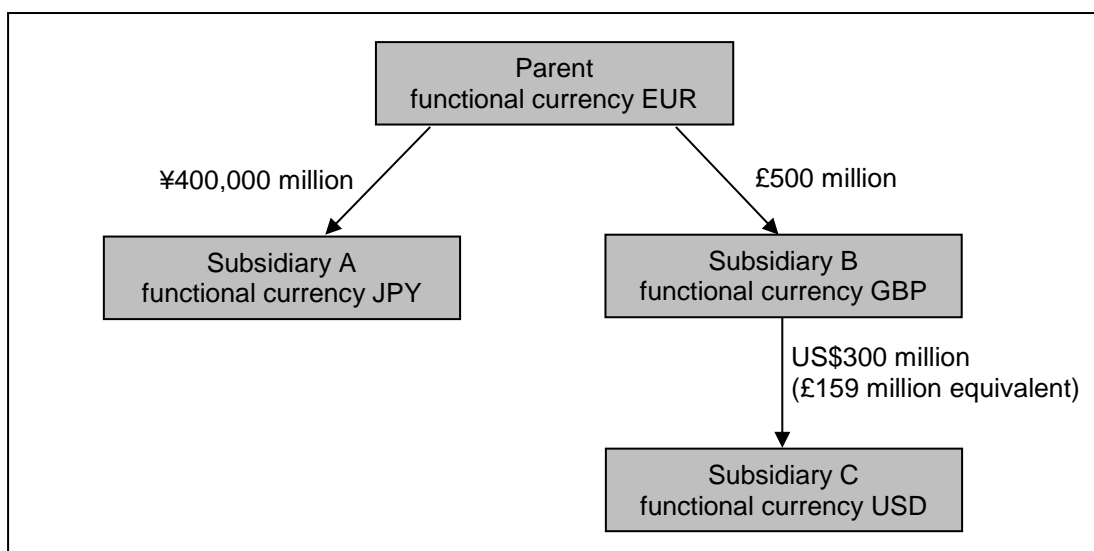 Parent
functional currency EUR
¥400,000 million
£500 million
Subsidiary A
functional currency JPY
Subsidiary B
functional currency GBP
US$300 million
(£159 million equivalent)
Subsidiary C
functional currency USD